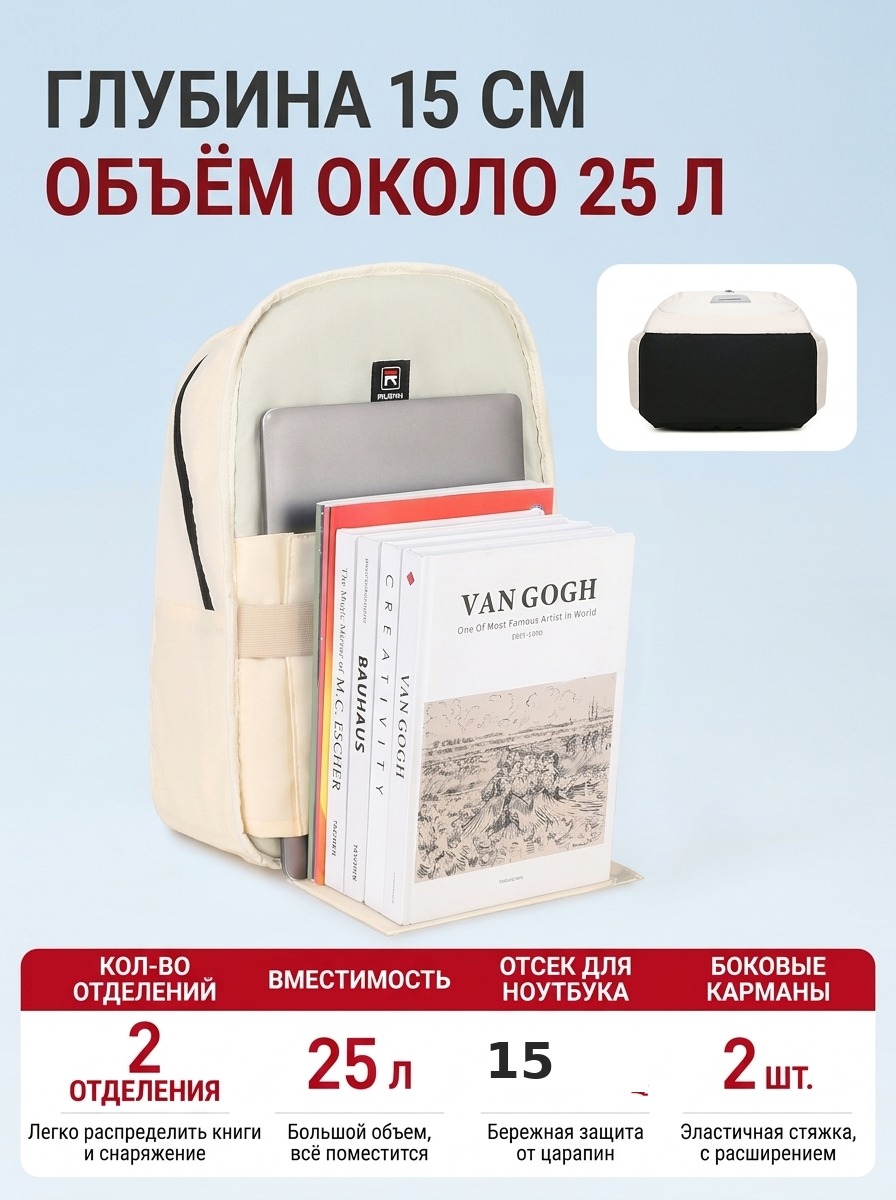 ГЛУБИНА 15 СМ
ОБЪЁМ ОКОЛО 25 Л
VAN GOGH
One Of Most Famous Artist In World
The Magic Mirror of M.C. ESCHER
BAUHAUS
CREATIVITY
VAN GOGH
КОЛ-ВО
ОТДЕЛЕНИЙ
2
ОТДЕЛЕНИЯ
Легко распределить книги
и снаряжение
ВМЕСТИМОСТЬ
25 л
Большой объем,
всё поместится
ОТСЕК ДЛЯ
НОУТБУКА
15
Бережная защита
от царапин
БОКОВЫЕ
КАРМАНЫ
2 шт.
Эластичная стяжка,
с расширением